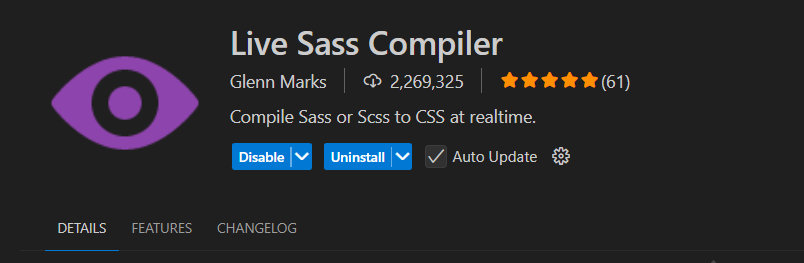 Live Sass Compiler
Glenn Marks 2,269,325 (61)
Compile Sass or Scss to CSS at realtime.
Disable Uninstall Auto Update
DETAILS FEATURES CHANGELOG